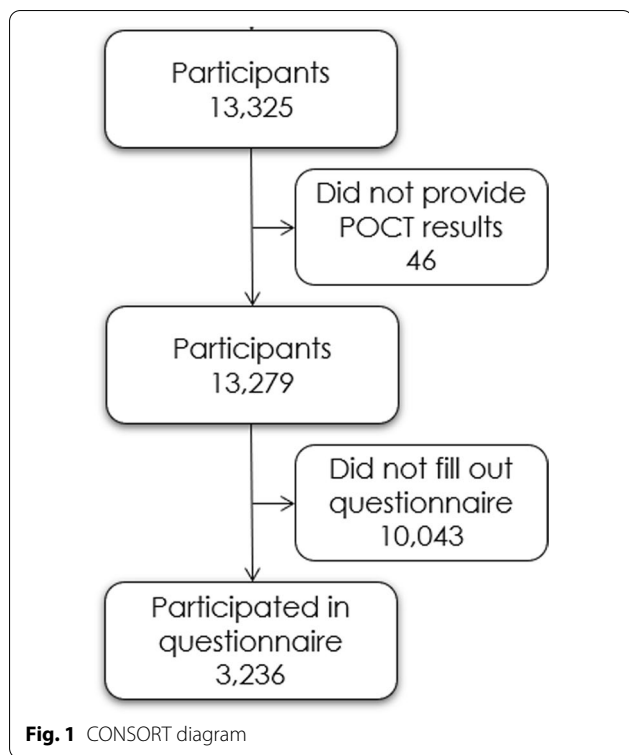 Participants
13,325
Did not provide
POCT results
46
Participants
13,279
Did not fill out
questionnaire
10,043
Participated in
questionnaire
3,236
Fig. 1 CONSORT diagram